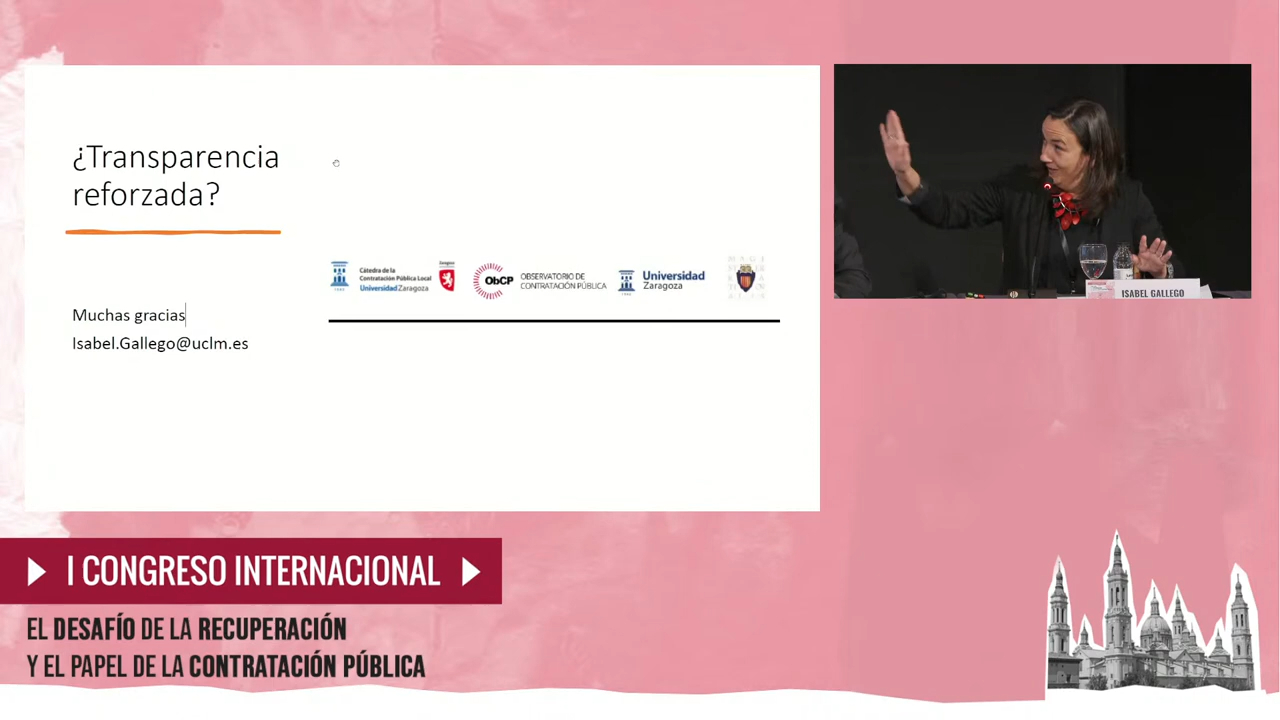 ¿Transparencia
reforzada?
Cátedra de la
Contratación Pública Local
Universidad Zaragoza
Zaragoza
ObCP
OBSERVATORIO DE
CONTRATACIÓN PÚBLICA
Universidad
Zaragoza
1542
Muchas gracias
Isabel.Gallego@uclm.es
ISABEL GALLEGO
I CONGRESO INTERNACIONAL
EL DESAFÍO DE LA RECUPERACIÓN
Y EL PAPEL DE LA CONTRATACIÓN PÚBLICA